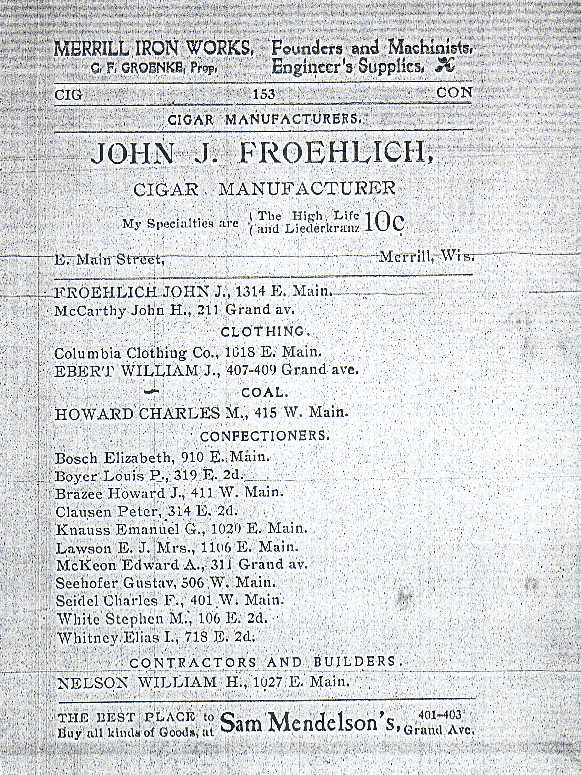 MERRILL IRON WORKS, Founders and Machinists,
C. F. GROENKE, Prop, Engineer's Supplies,
CIG 153 CON
CIGAR MANUFACTURERS.
JOHN J. FROEHLICH,
CIGAR MANUFACTURER
My Specialties are { The High Life and Liederkranz 10c
E. Main Street, Merrill, Wis.
FROEHLICH JOHN J., 1314 E. Main.
McCarthy John H., 211 Grand av.
CLOTHING.
Columbia Clothing Co., 1018 E. Main.
EBERT WILLIAM J., 407-409 Grand ave.
COAL.
HOWARD CHARLES M., 415 W. Main.
CONFECTIONERS.
Bosch Elizabeth, 910 E. Main.
Boyer Louis P., 319 E. 2d.
Brazee Howard J., 411 W. Main.
Clausen Peter, 314 E. 2d.
Knauss Emanuel G., 1020 E. Main.
Lawson E. J. Mrs., 1106 E. Main.
McKeon Edward A., 311 Grand av.
Seehofer Gustav, 506 W. Main.
Seidel Charles F., 401 W. Main.
White Stephen M., 106 E. 2d.
Whitney Elias I., 718 E. 2d.
CONTRACTORS AND BUILDERS.
NELSON WILLIAM H., 1027 E. Main.
THE BEST PLACE to Buy all kinds of Goods, at Sam Mendelson's, 401-403 Grand Ave.